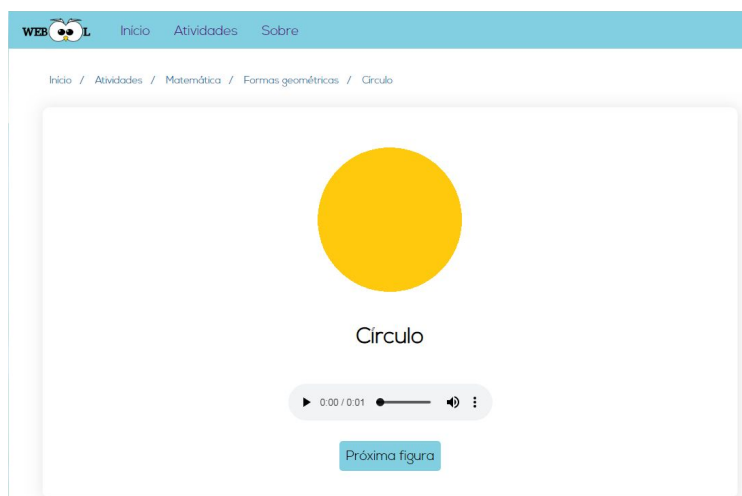 WEB L Início Atividades Sobre
Início / Atividades / Matemática / Formas geométricas / Círculo
Círculo
0:00 / 0:01
Próxima figura